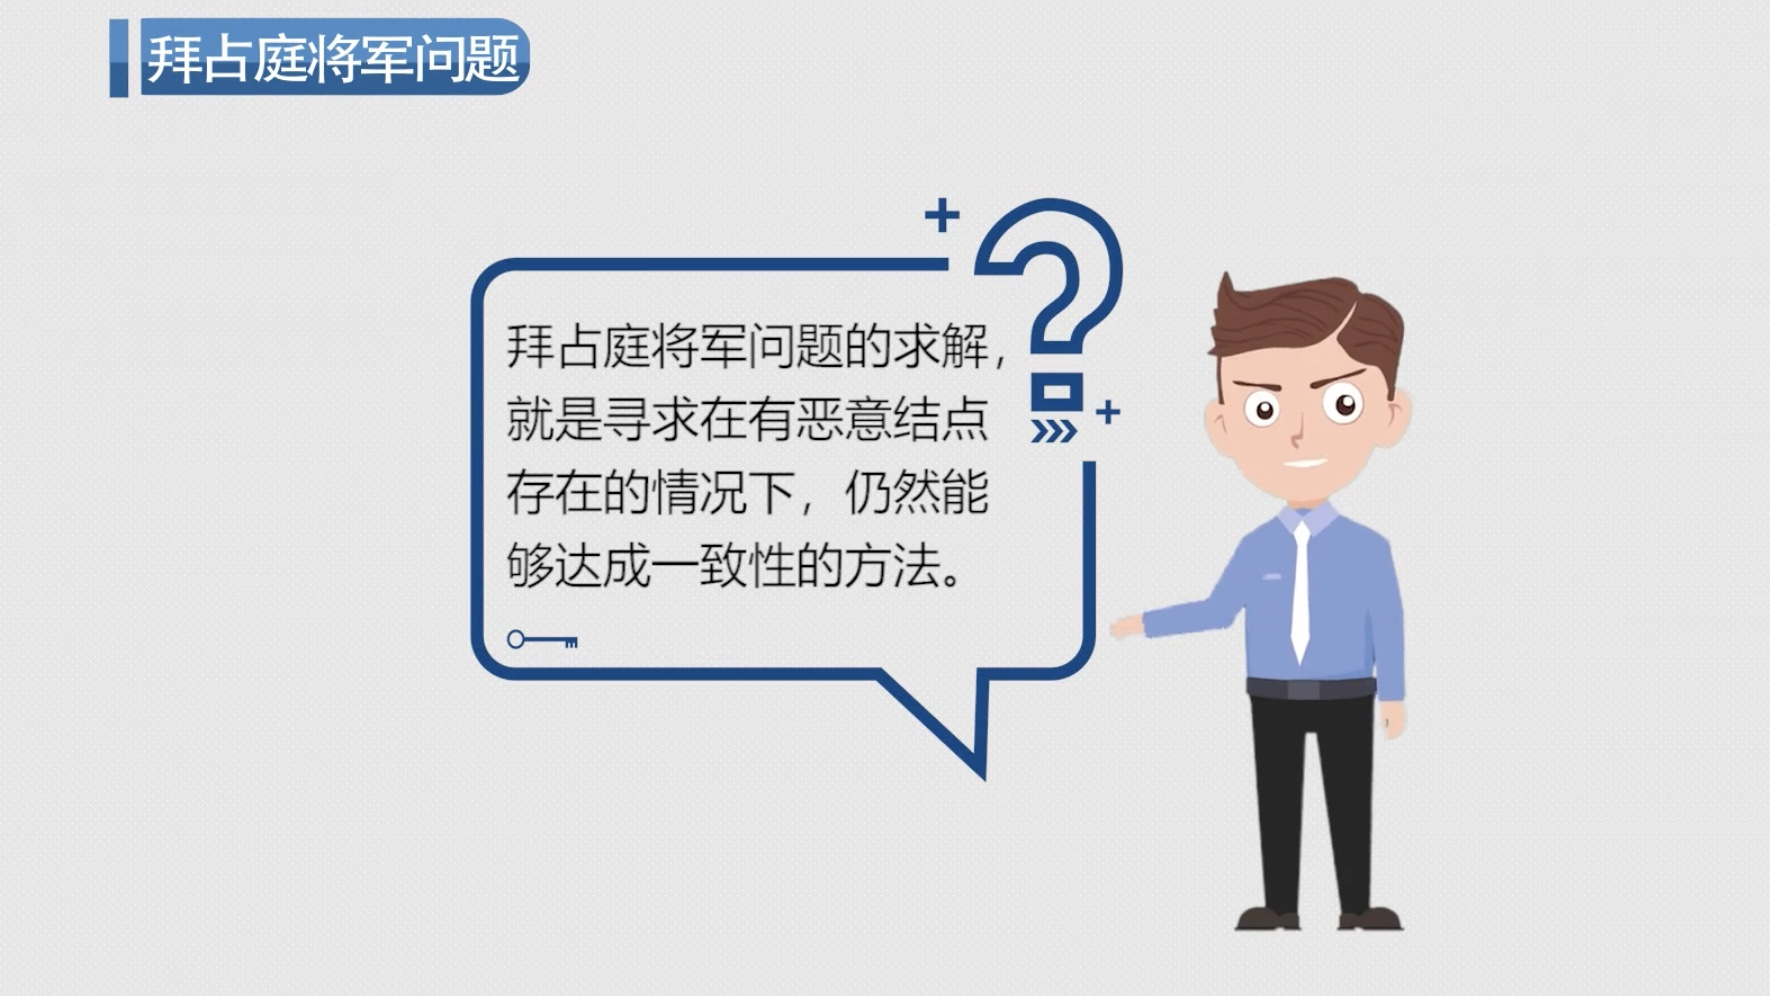 拜占庭将军问题
拜占庭将军问题的求解，
就是寻求在有恶意结点
存在的情况下，仍然能
够达成一致性的方法。